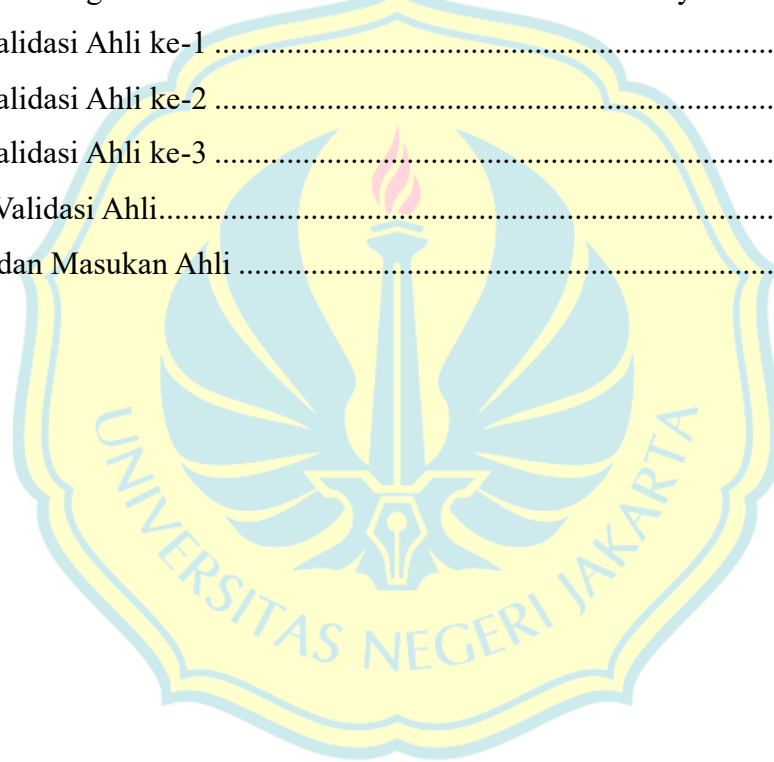 alidasi Ahli ke-1 ........................................................................
alidasi Ahli ke-2 ........................................................................
alidasi Ahli ke-3 ........................................................................
Validasi Ahli...............................................................................
dan Masukan Ahli .....................................................................
UNIVERSITAS NEGERI JAKARTA